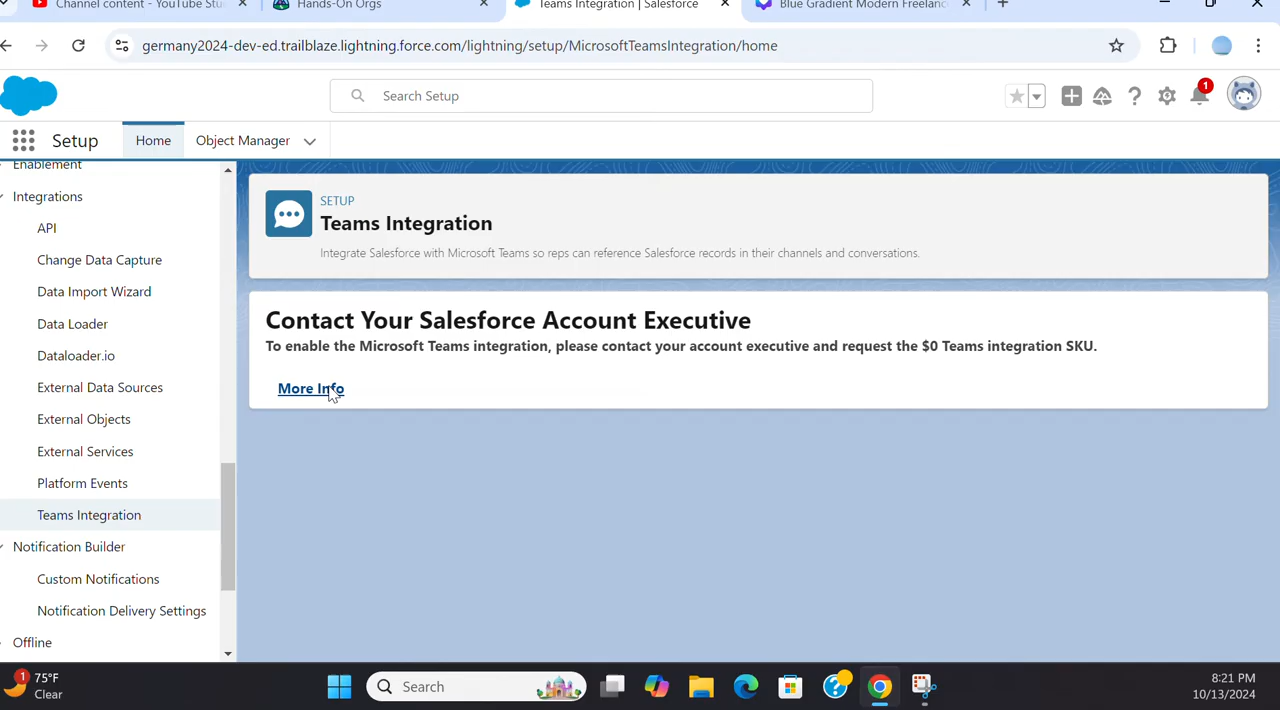 Channel content - YouTube Stu
Hands-On Orgs
Teams Integration | Salesforce
Blue Gradient Modern Freelanc
germany2024-dev-ed.trailblaze.lightning.force.com/lightning/setup/MicrosoftTeamsIntegration/home
Search Setup
1
Setup
Home
Object Manager
Enablement
Integrations
API
Change Data Capture
Data Import Wizard
Data Loader
Dataloader.io
External Data Sources
External Objects
External Services
Platform Events
Teams Integration
Notification Builder
Custom Notifications
Notification Delivery Settings
Offline
SETUP
Teams Integration
Integrate Salesforce with Microsoft Teams so reps can reference Salesforce records in their channels and conversations.
Contact Your Salesforce Account Executive
To enable the Microsoft Teams integration, please contact your account executive and request the $0 Teams integration SKU.
More Info
1
75°F
Clear
Search
8:21 PM
10/13/2024